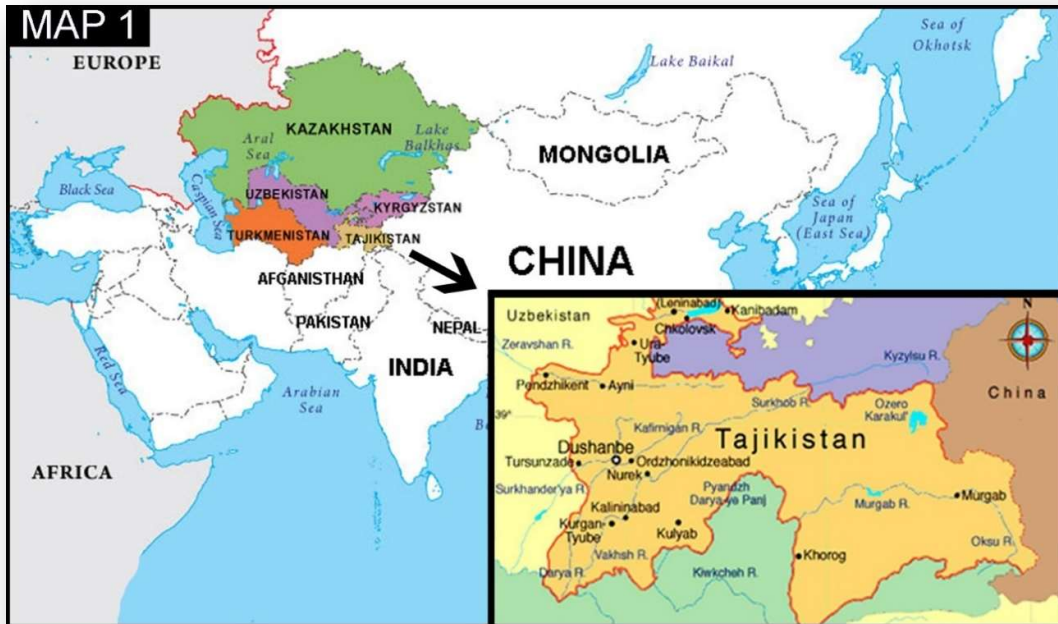 MAP 1
EUROPE
Sea of
Okhotsk
Lake Baikal
KAZAKHSTAN
Aral
Sea
Lake
Balkhas
MONGOLIA
Black Sea
Caspian Sea
UZBEKISTAN
KYRGYZSTAN
Sea of
Japan
(East Sea)
TURKMENISTAN
TAJIKISTAN
CHINA
AFGANISTHAN
PAKISTAN
NEPAL
INDIA
Red Sea
Arabian
Sea
AFRICA
Uzbekistan
(Leninabad)
Kanibadam
N
Chkolovsk
Zeravshan R.
Ura-
Tyube
Kyzylsu R.
Pendzhikent
Ayni
China
Surkhob R.
Ozero
Karakul'
39°
Kafirnigan R.
Tajikistan
Dushanbe
Tursunzade
Ordzhonikidzeabad
Nurek
Surkhander'ya R.
Pyandzh
Darya-ye Panj
Murgab R.
Murgab
Kalininabad
Kurgan-
Tyube
Kulyab
Oksu R.
Vakhsh R.
Khorog
Darya R.
Kiwkcheh R.